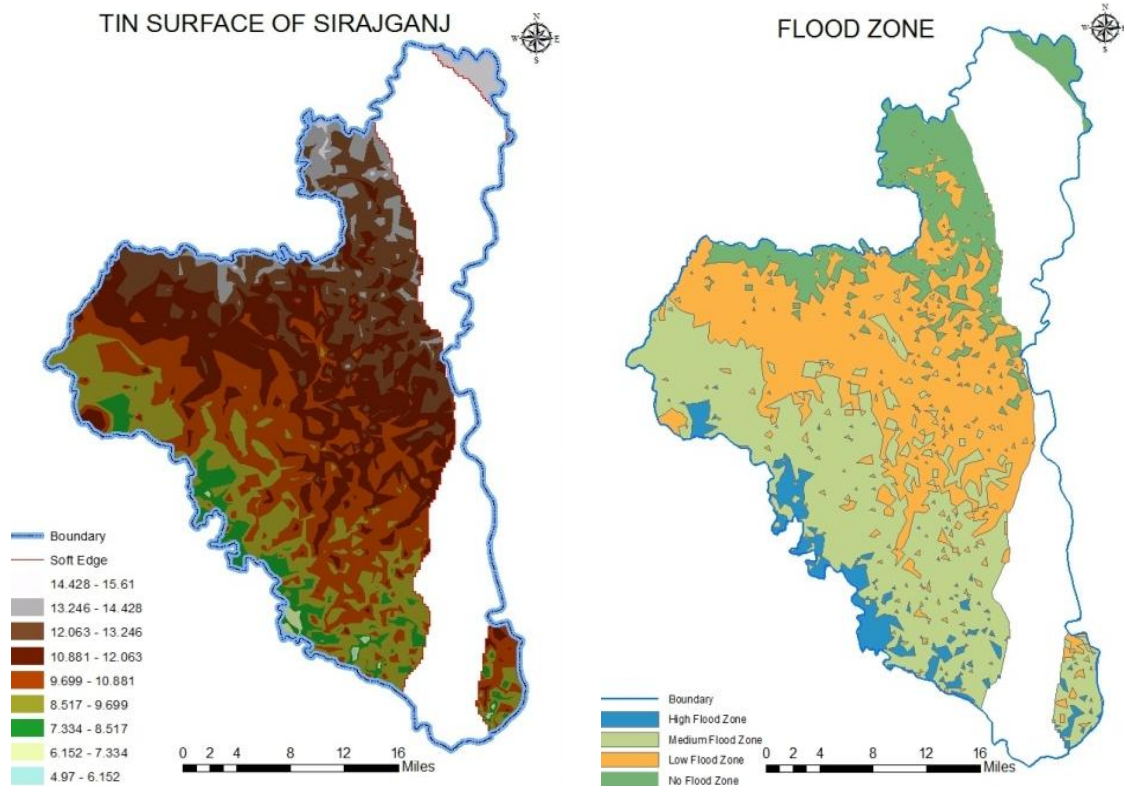 TIN SURFACE OF SIRAJGANJ
N
W E
S
Boundary
Soft Edge
14.428 - 15.61
13.246 - 14.428
12.063 - 13.246
10.881 - 12.063
9.699 - 10.881
8.517 - 9.699
7.334 - 8.517
6.152 - 7.334
4.97 - 6.152
0 2 4 8 12 16
Miles
FLOOD ZONE
N
W E
S
Boundary
High Flood Zone
Medium Flood Zone
Low Flood Zone
No Flood Zone
0 2 4 8 12 16
Miles